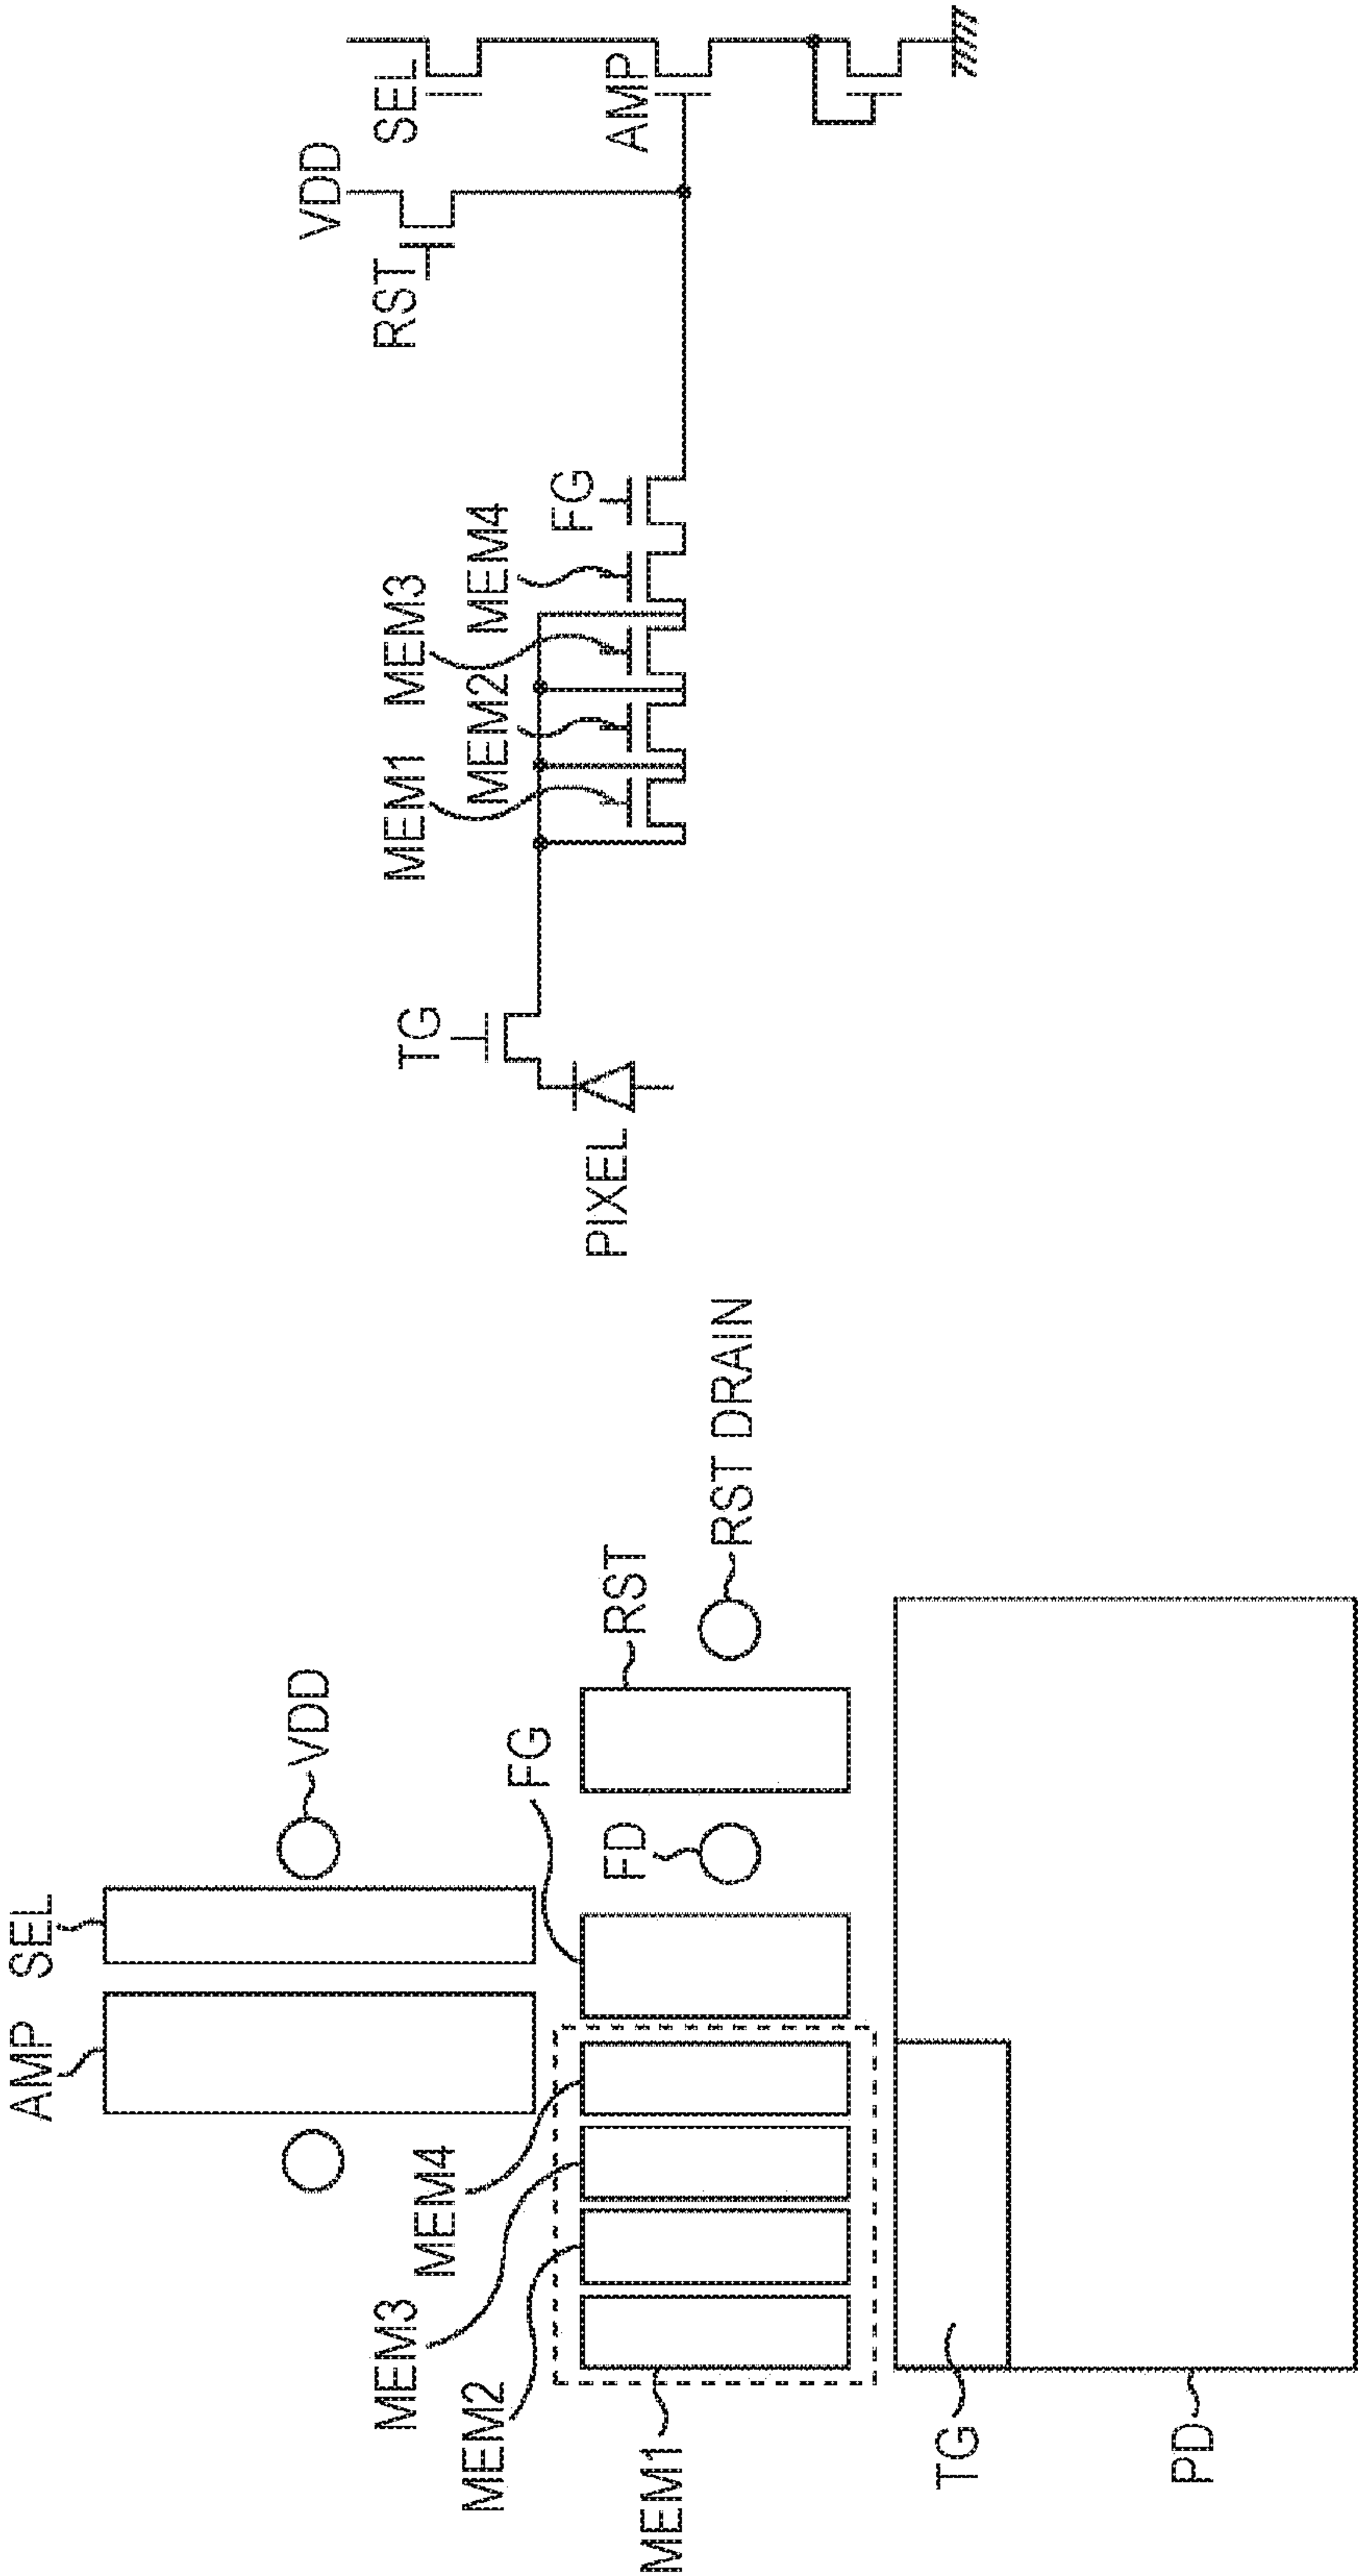 AMP
SEL
VDD
MEM4
MEM3
MEM2
MEM1
FG
FD
RST
RST DRAIN
TG
PD
VDD
SEL
RST
AMP
MEM1
MEM3
MEM2
MEM4
FG
TG
PIXEL